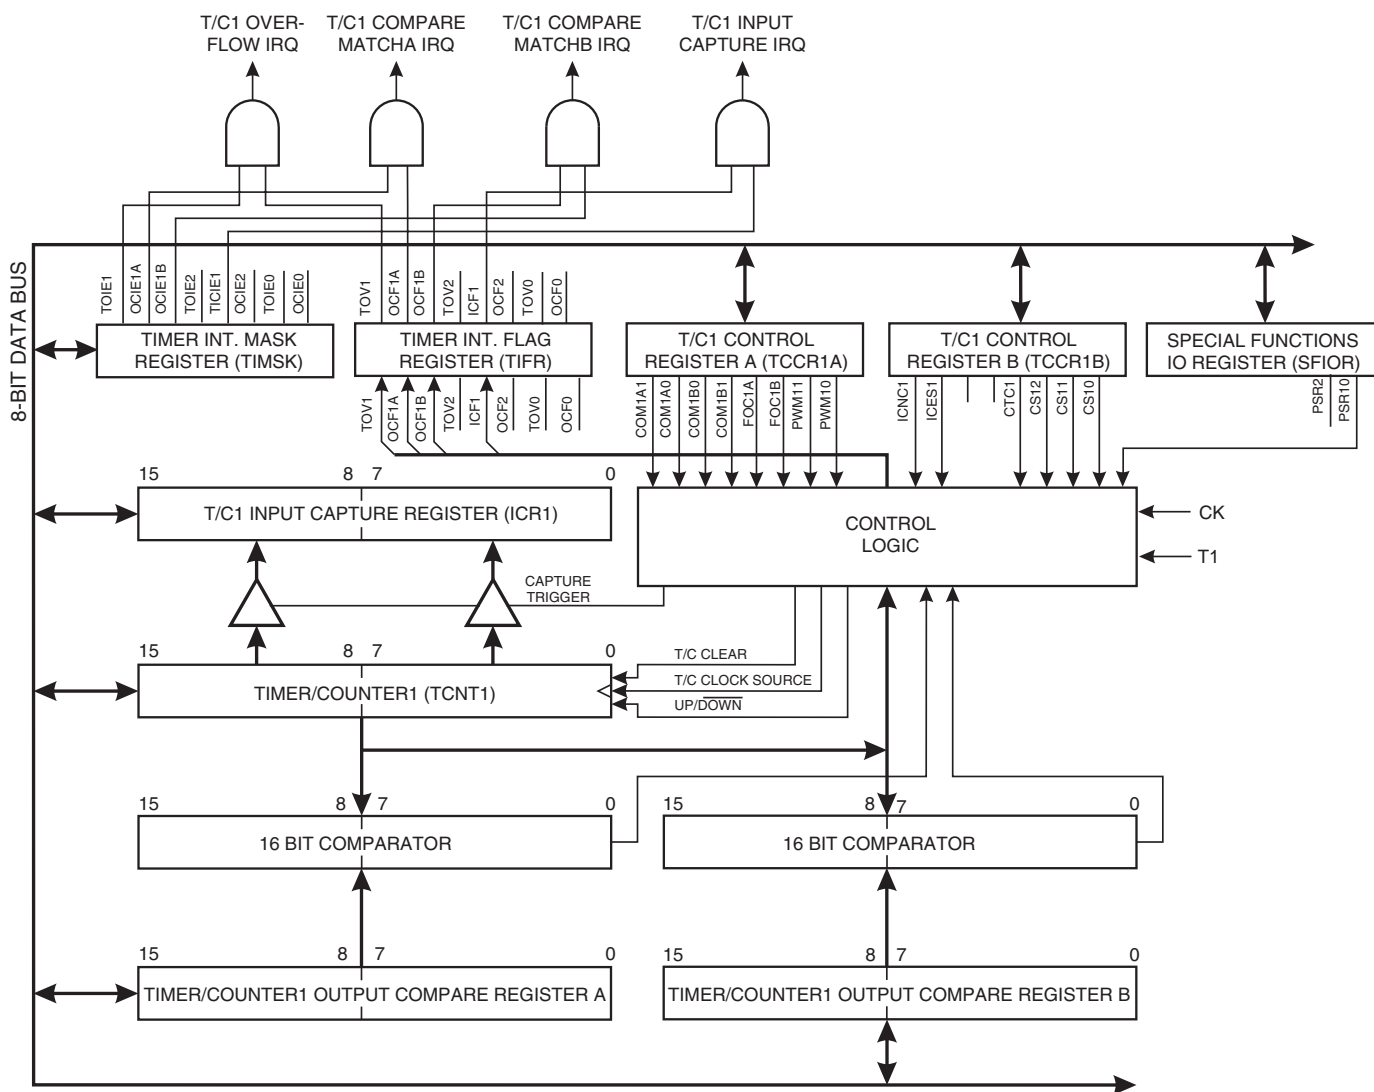 T/C1 OVER-
FLOW IRQ
T/C1 COMPARE
MATCHA IRQ
T/C1 COMPARE
MATCHB IRQ
T/C1 INPUT
CAPTURE IRQ
8-BIT DATA BUS
TOIE1
OCIE1A
OCIE1B
TOIE2
TICIE1
OCIE2
TOIE0
OCIE0
TOV1
OCF1A
OCF1B
TOV2
ICF1
OCF2
TOV0
OCF0
TIMER INT. MASK
REGISTER (TIMSK)
TIMER INT. FLAG
REGISTER (TIFR)
T/C1 CONTROL
REGISTER A (TCCR1A)
T/C1 CONTROL
REGISTER B (TCCR1B)
SPECIAL FUNCTIONS
IO REGISTER (SFIOR)
TOV1
OCF1A
OCF1B
TOV2
ICF1
OCF2
TOV0
OCF0
COM1A1
COM1A0
COM1B0
COM1B1
FOC1A
FOC1B
PWM11
PWM10
ICNC1
ICES1
CTC1
CS12
CS11
CS10
PSR2
PSR10
15 8 7 0
T/C1 INPUT CAPTURE REGISTER (ICR1)
CONTROL
LOGIC
CK
T1
CAPTURE
TRIGGER
15 8 7 0
TIMER/COUNTER1 (TCNT1)
T/C CLEAR
T/C CLOCK SOURCE
UP/DOWN
15 8 7 0
16 BIT COMPARATOR
15 8 7 0
16 BIT COMPARATOR
15 8 7 0
TIMER/COUNTER1 OUTPUT COMPARE REGISTER A
15 8 7 0
TIMER/COUNTER1 OUTPUT COMPARE REGISTER B